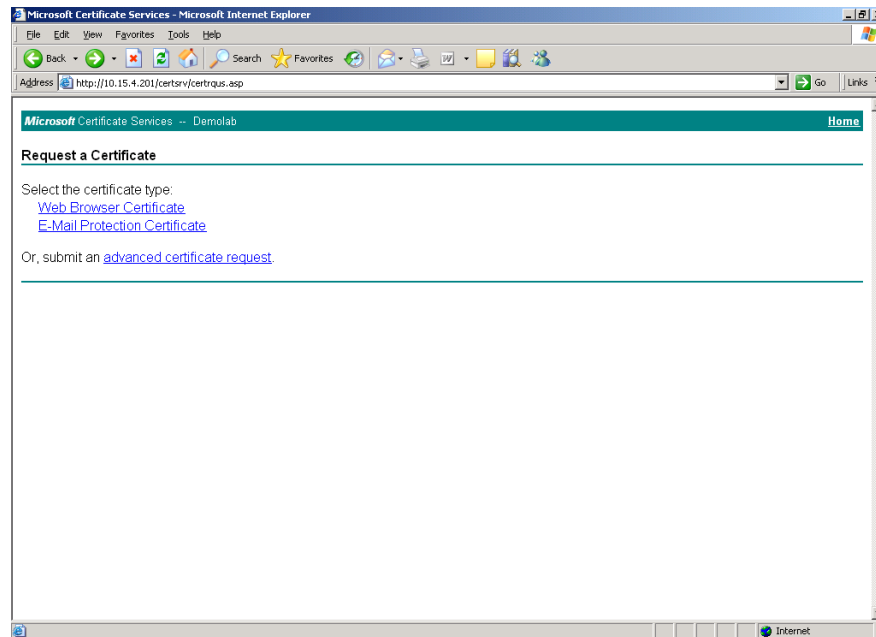 Microsoft Certificate Services - Microsoft Internet Explorer
File Edit View Favorites Tools Help
Back Search Favorites
Address http://10.15.4.201/certsrv/certrqus.asp Go Links
Microsoft Certificate Services -- Demolab Home
Request a Certificate
Select the certificate type:
Web Browser Certificate
E-Mail Protection Certificate
Or, submit an advanced certificate request.
Internet